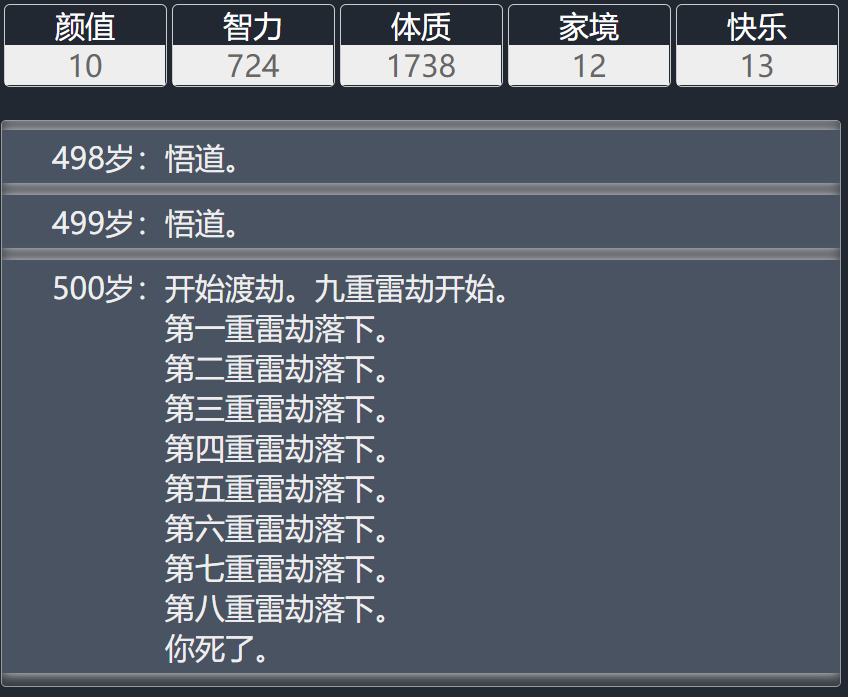 颜值 智力 体质 家境 快乐
10 724 1738 12 13
498岁：悟道。
499岁：悟道。
500岁：开始渡劫。九重雷劫开始。
第一重雷劫落下。
第二重雷劫落下。
第三重雷劫落下。
第四重雷劫落下。
第五重雷劫落下。
第六重雷劫落下。
第七重雷劫落下。
第八重雷劫落下。
你死了。